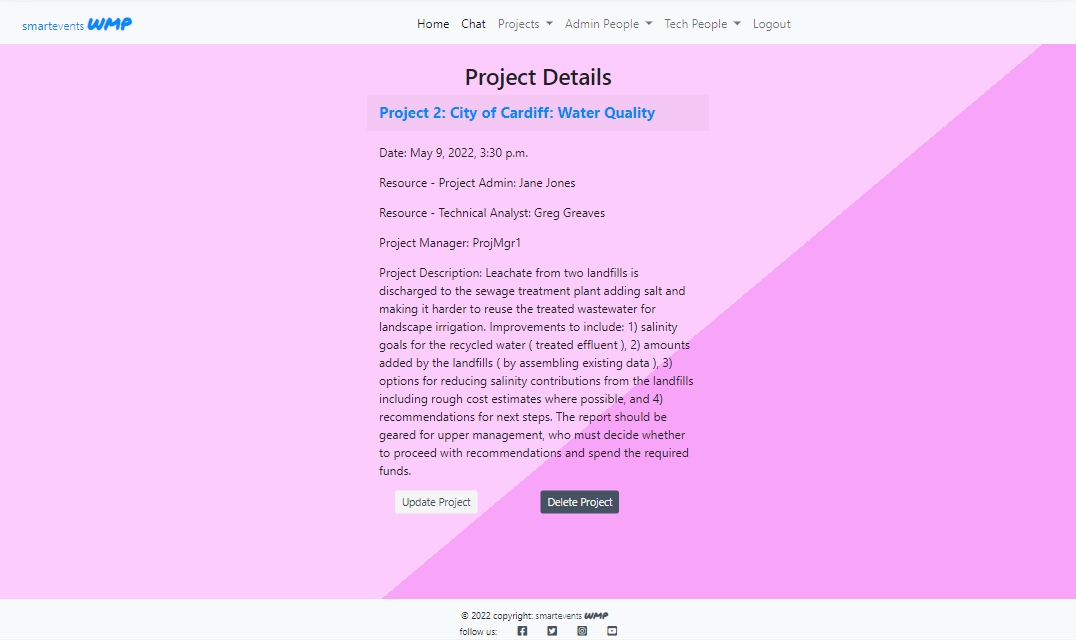 smartevents WMP
Home Chat Projects Admin People Tech People Logout
Project Details
Project 2: City of Cardiff: Water Quality
Date: May 9, 2022, 3:30 p.m.
Resource - Project Admin: Jane Jones
Resource - Technical Analyst: Greg Greaves
Project Manager: ProjMgr1
Project Description: Leachate from two landfills is
discharged to the sewage treatment plant adding salt and
making it harder to reuse the treated wastewater for
landscape irrigation. Improvements to include: 1) salinity
goals for the recycled water ( treated effluent ), 2) amounts
added by the landfills ( by assembling existing data ), 3)
options for reducing salinity contributions from the landfills
including rough cost estimates where possible, and 4)
recommendations for next steps. The report should be
geared for upper management, who must decide whether
to proceed with recommendations and spend the required
funds.
Update Project Delete Project
© 2022 copyright: smartevents WMP
follow us: